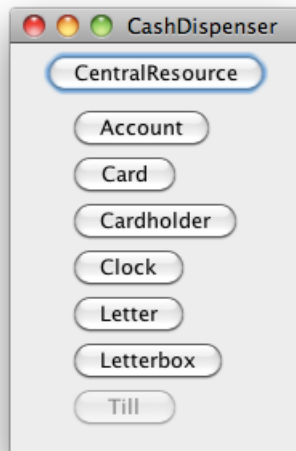 CashDispenser
CentralResource
Account
Card
Cardholder
Clock
Letter
Letterbox
Till